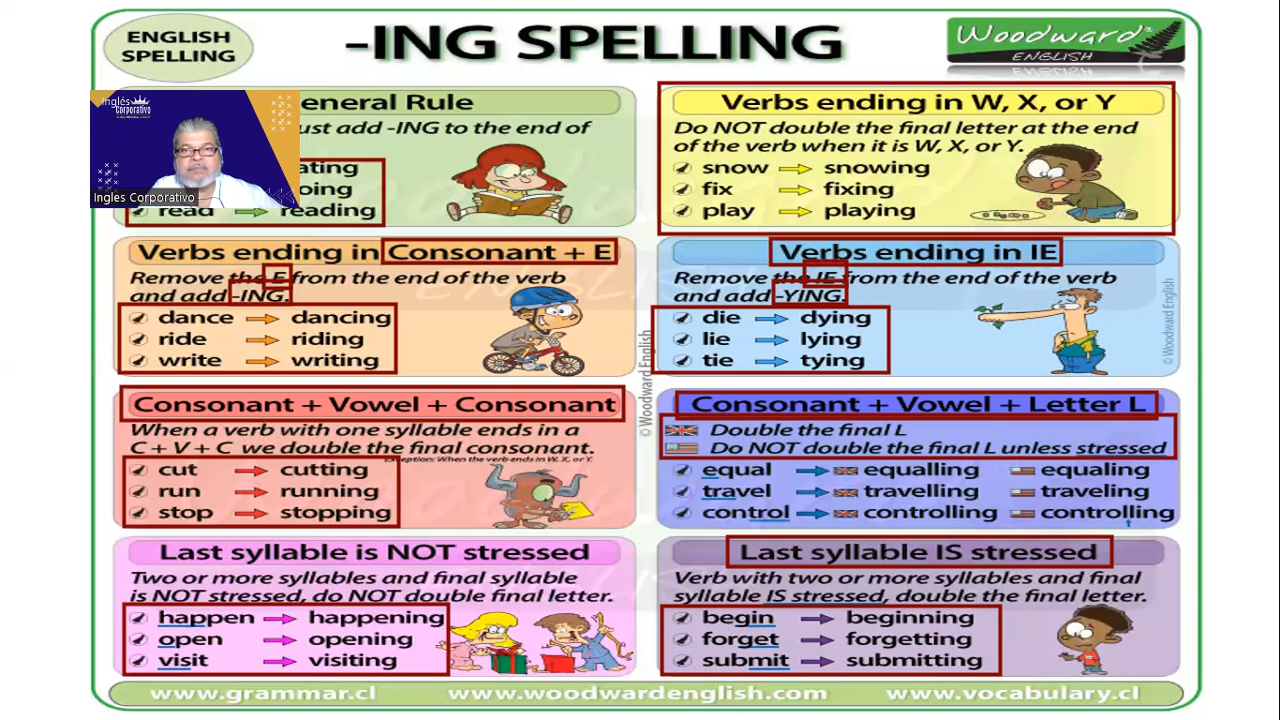 ENGLISH
SPELLING
-ING SPELLING
Woodward
ENGLISH
Inglés
Corporativo
Ingles Corporativo
eneral Rule
ust add -ING to the end of
ating
oing
read reading
Verbs ending in W, X, or Y
Do NOT double the final letter at the end
of the verb when it is W, X, or Y.
snow snowing
fix fixing
play playing
Verbs ending in Consonant + E
Remove the E from the end of the verb
and add -ING.
dance dancing
ride riding
write writing
Verbs ending in IE
Remove the IE from the end of the verb
and add -YING.
die dying
lie lying
tie tying
© Woodward English
© Woodward English
Consonant + Vowel + Consonant
When a verb with one syllable ends in a
C + V + C we double the final consonant.
Exception: When the verb ends in W, X, or Y.
cut cutting
run running
stop stopping
Consonant + Vowel + Letter L
Double the final L
Do NOT double the final L unless stressed
equal equalling equaling
travel travelling traveling
control controlling controlling
Last syllable is NOT stressed
Two or more syllables and final syllable
is NOT stressed, do NOT double final letter.
happen happening
open opening
visit visiting
Last syllable IS stressed
Verb with two or more syllables and final
syllable IS stressed, double the final letter.
begin beginning
forget forgetting
submit submitting
www.grammar.cl www.woodwardenglish.com www.vocabulary.cl